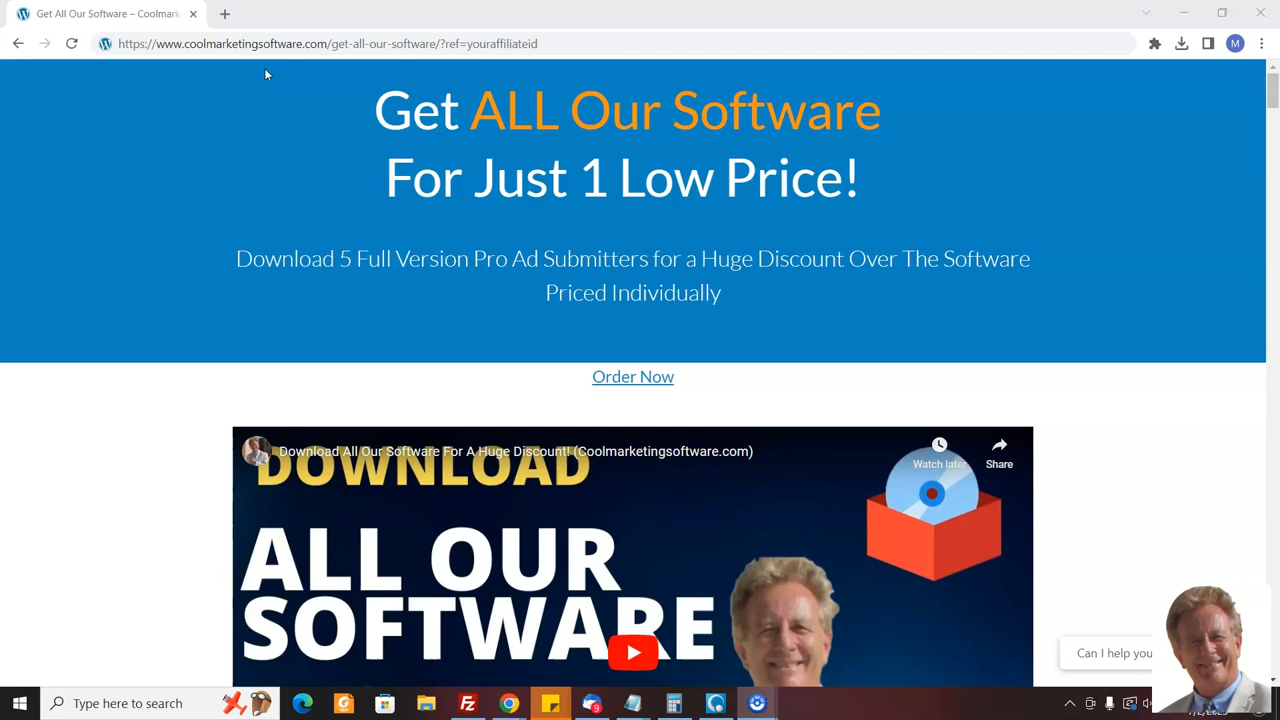 Get All Our Software – Coolmark
https://www.coolmarketingsoftware.com/get-all-our-software/?ref=youraffiliateid
M
Get ALL Our Software
For Just 1 Low Price!
Download 5 Full Version Pro Ad Submitters for a Huge Discount Over The Software
Priced Individually
Order Now
Download All Our Software For A Huge Discount! (Coolmarketingsoftware.com)
Watch later
Share
DOWNLOAD
ALL OUR
SOFTWARE
Can I help you
Type here to search
9